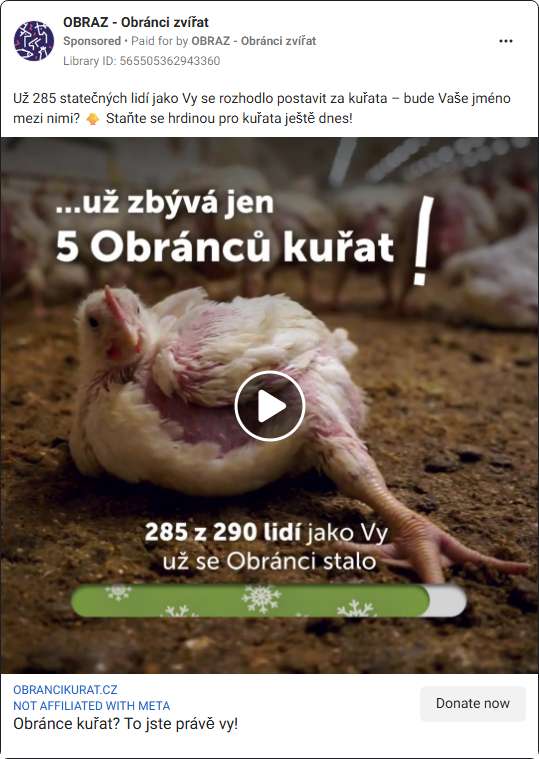 OBRAZ - Obránci zvířat
Sponsored • Paid for by OBRAZ - Obránci zvířat
Library ID: 565505362943360
Už 285 statečných lidí jako Vy se rozhodlo postavit za kuřata – bude Vaše jméno
mezi nimi? 🐥 Staňte se hrdinou pro kuřata ještě dnes!
...už zbývá jen
5 Obránců kuřat!
285 z 290 lidí jako Vy
už se Obránci stalo
OBRANCIKURAT.CZ
NOT AFFILIATED WITH META
Obránce kuřat? To jste právě vy!
Donate now